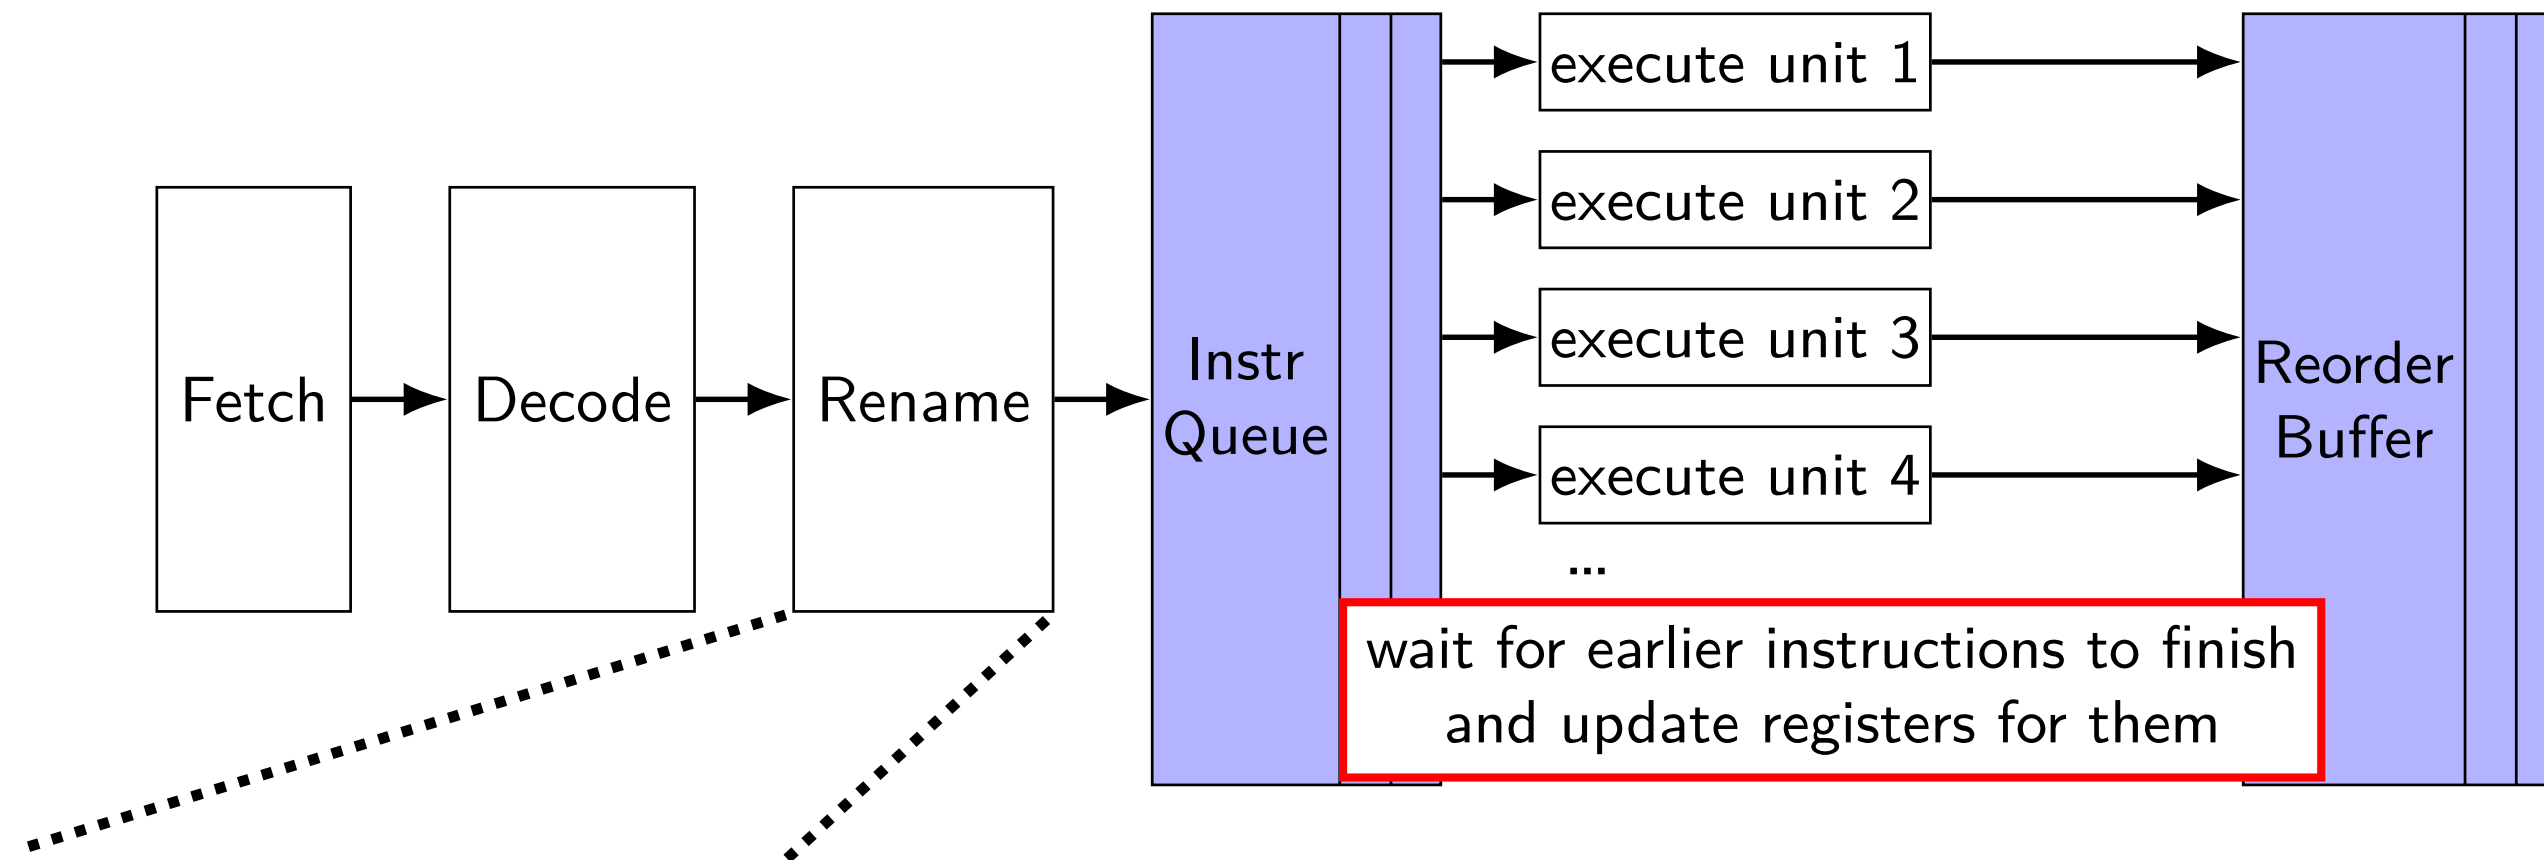 Fetch
Decode
Rename
Instr
Queue
execute unit 1
execute unit 2
execute unit 3
execute unit 4
...
wait for earlier instructions to finish
and update registers for them
Reorder
Buffer